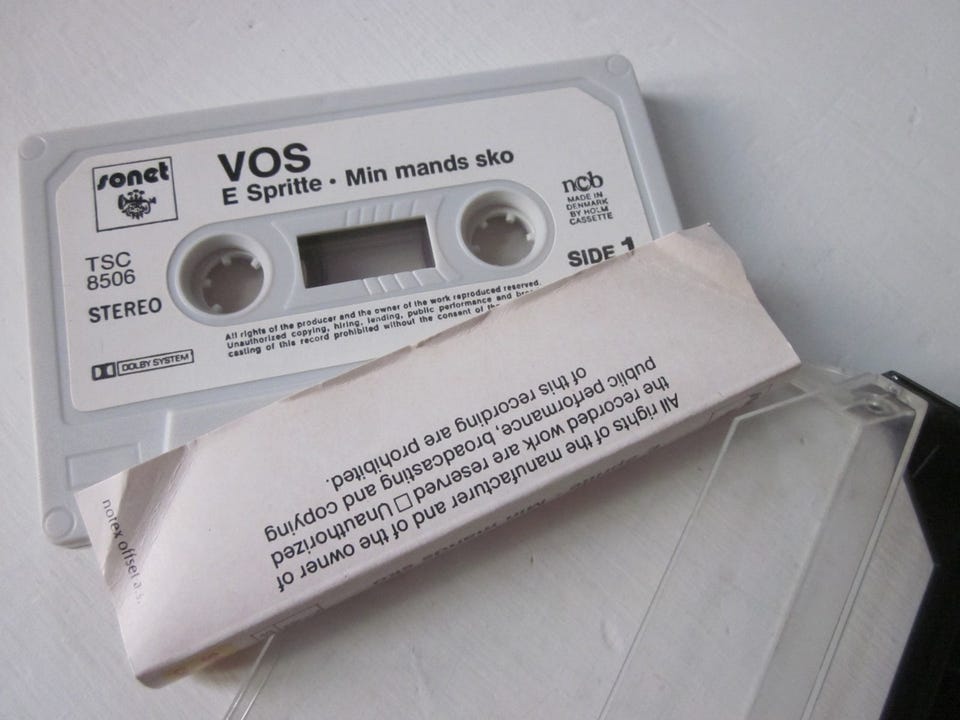 sonet
VOS
E Spritte • Min mands sko
ncb
MADE IN
DENMARK
BY HOLM
CASSETTE
TSC
8506
STEREO
SIDE 1
DOLBY SYSTEM
All rights of the producer and the owner of the work reproduced reserved.
Unauthorized copying, hiring, lending, public performance and
casting of this record prohibited without the consent of
All rights of the manufacturer and of the owner of
the recorded work are reserved □ Unauthorized
public performance, broadcasting and copying
of this recording are prohibited.
notex offset a.s.